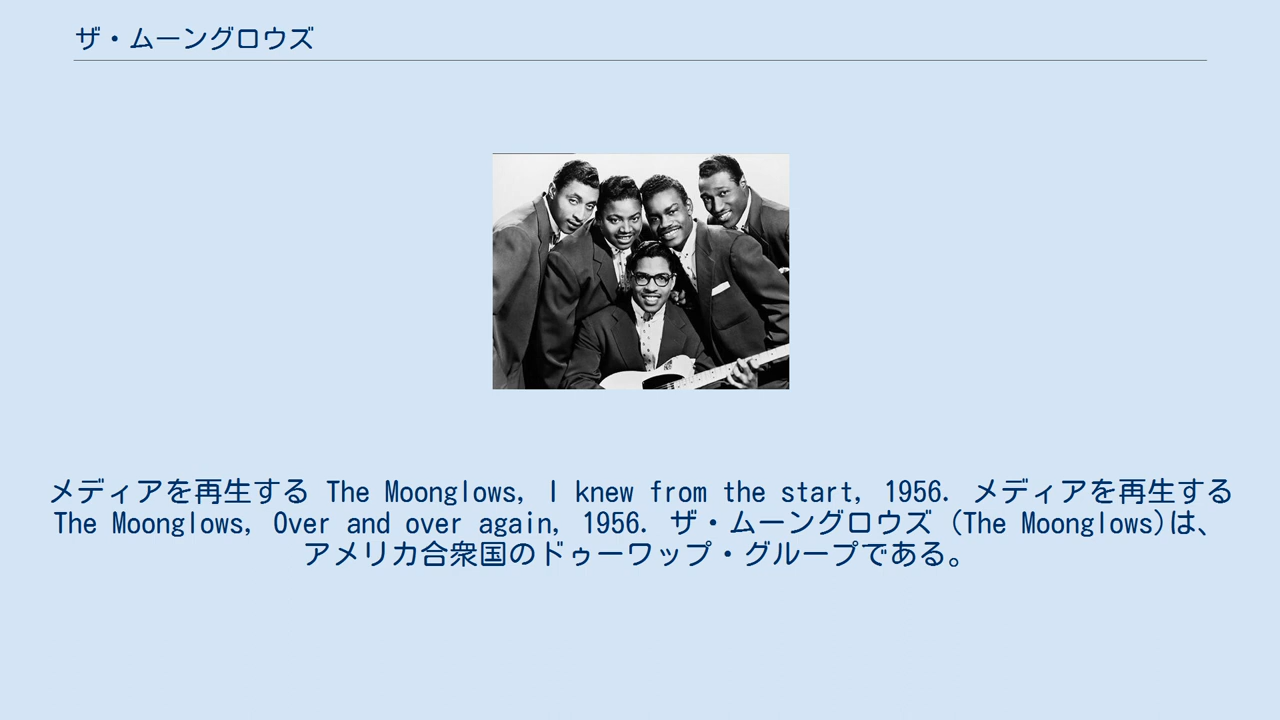 ザ・ムーングロウズ
メディアを再生する The Moonglows, I knew from the start, 1956. メディアを再生する
The Moonglows, Over and over again, 1956. ザ・ムーングロウズ (The Moonglows)は、
アメリカ合衆国のドゥーワップ・グループである。